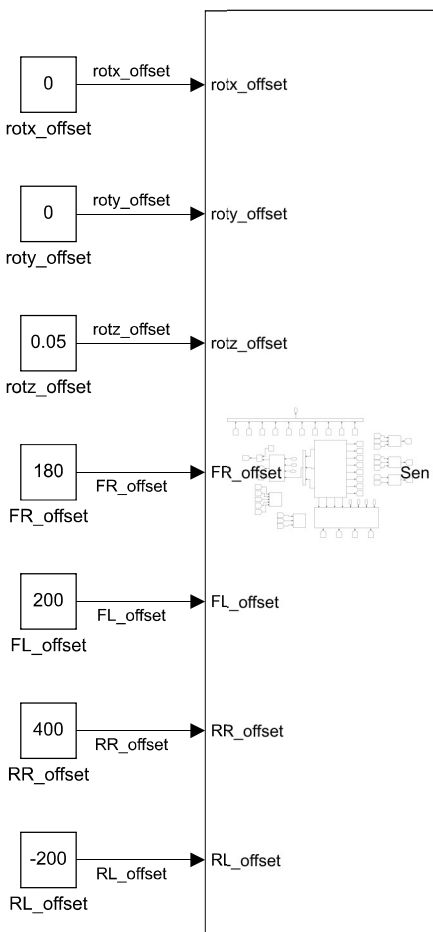 0
rotx_offset
rotx_offset
rotx_offset
0
roty_offset
roty_offset
roty_offset
0.05
rotz_offset
rotz_offset
rotz_offset
180
FR_offset
FR_offset
FR_offset
Sen
200
FL_offset
FL_offset
FL_offset
400
RR_offset
RR_offset
RR_offset
-200
RL_offset
RL_offset
RL_offset